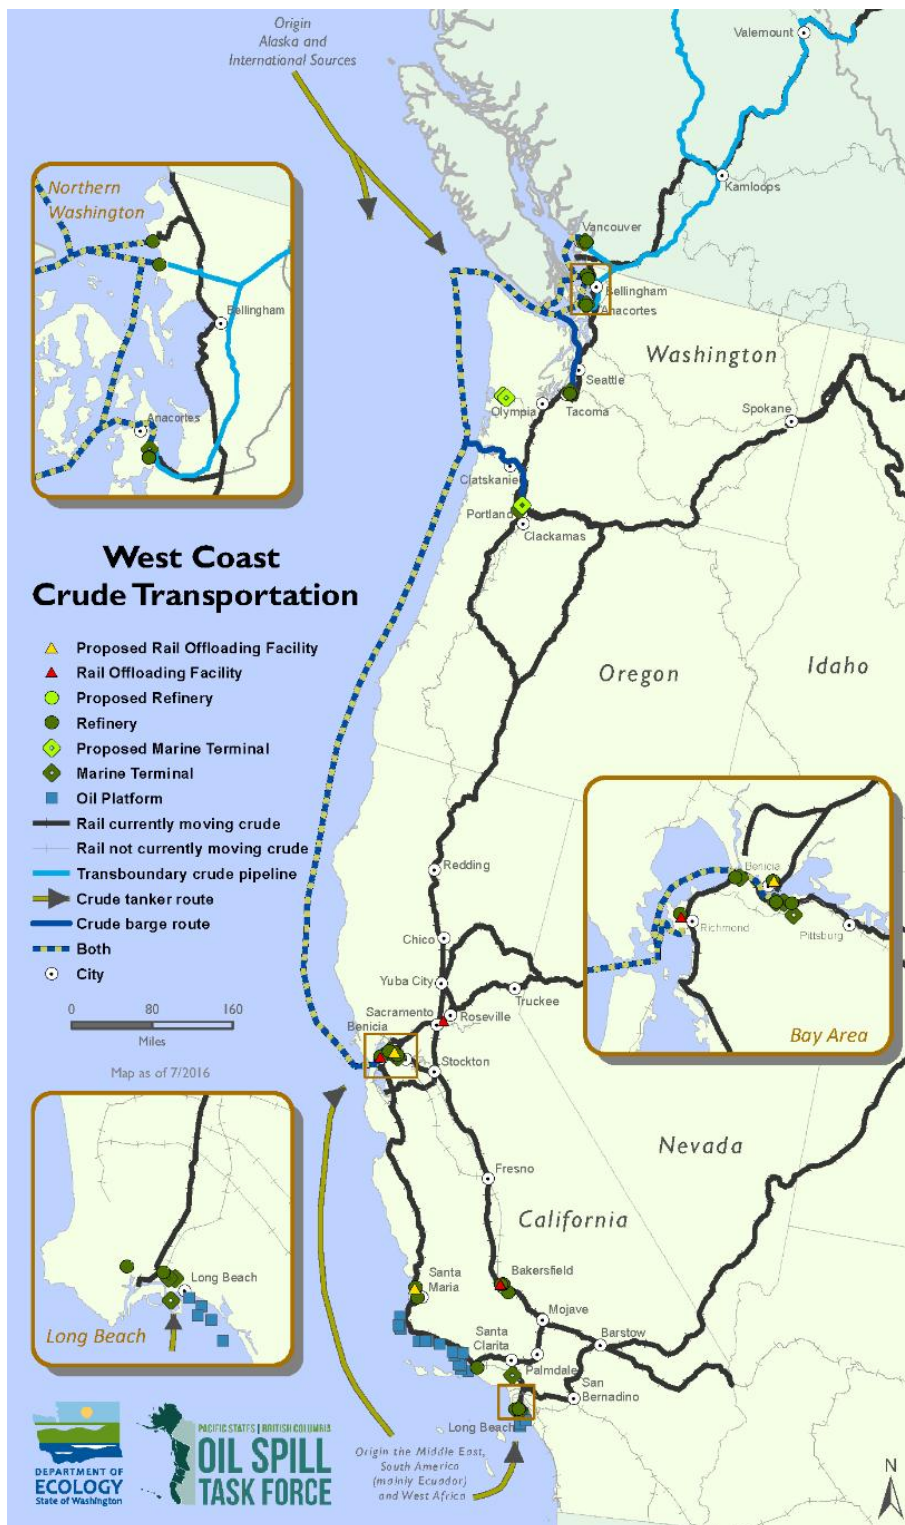 Origin
Alaska and
International Sources
Valemount
Kamloops
Vancouver
Bellingham
Anacortes
Northern
Washington
Bellingham
Anacortes
Washington
Seattle
Olympia
Tacoma
Spokane
Clatskanie
Portland
Clackamas
West Coast
Crude Transportation
Proposed Rail Offloading Facility
Rail Offloading Facility
Proposed Refinery
Refinery
Proposed Marine Terminal
Marine Terminal
Oil Platform
Rail currently moving crude
Rail not currently moving crude
Transboundary crude pipeline
Crude tanker route
Crude barge route
Both
City
0 80 160
Miles
Map as of 7/2016
Oregon
Idaho
Redding
Chico
Yuba City
Truckee
Sacramento
Roseville
Benicia
Stockton
Benicia
Richmond
Pittsburg
Bay Area
Nevada
Fresno
California
Santa
Maria
Bakersfield
Mojave
Santa
Clarita
Barstow
Palmdale
San
Bernadino
Long Beach
Long Beach
Long Beach
DEPARTMENT OF
ECOLOGY
State of Washington
PACIFIC STATES | BRITISH COLUMBIA
OIL SPILL
TASK FORCE
Origin the Middle East,
South America
(mainly Ecuador)
and West Africa
N